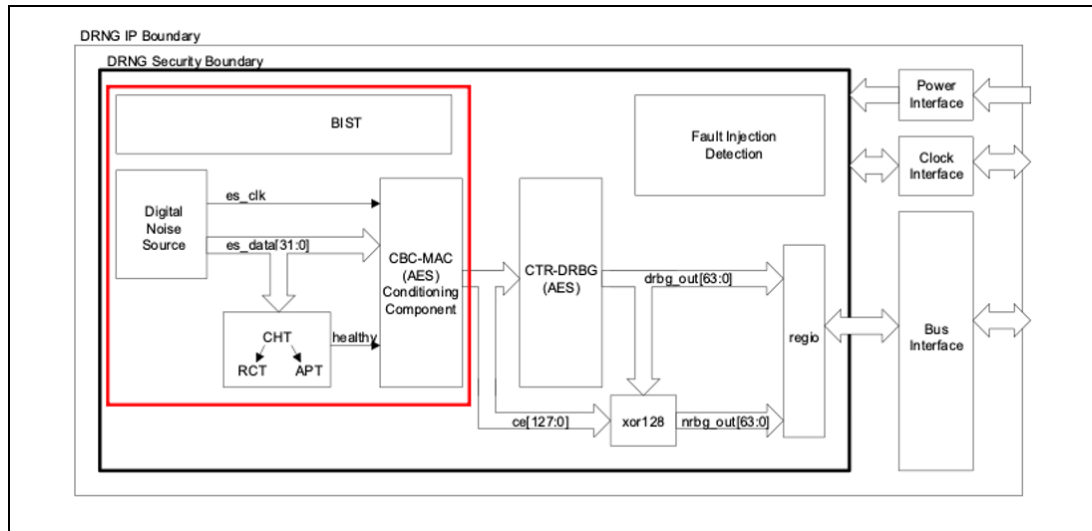 DRNG IP Boundary
DRNG Security Boundary
BIST
Fault Injection
Detection
Power
Interface
Clock
Interface
Digital
Noise
Source
es_clk
es_data[31:0]
CBC-MAC
(AES)
Conditioning
Component
CTR-DRBG
(AES)
drbg_out[63:0]
regio
Bus
Interface
CHT
RCT
APT
healthy
ce[127:0]
xor128
nrbg_out[63:0]